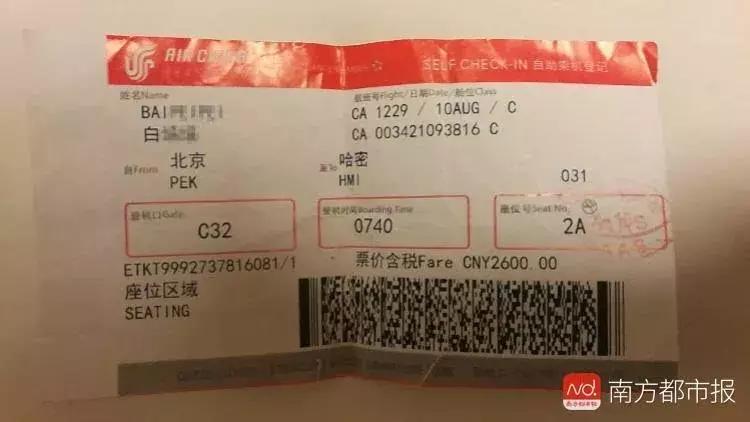 AIR CHINA
SELF CHECK-IN 自助乘机登记
姓名Name
航班号Flight/日期Date/舱位Class
BAI
CA 1229 / 10AUG / C
白
CA 003421093816 C
自From
北京
至To
哈密
PEK
HMI
031
登机口Gate
登机时间Boarding Time
座位号Seat No.
C32
0740
2A
ETKT9992737816081/1
票价含税Fare CNY2600.00
座位区域
SEATING
南方都市报